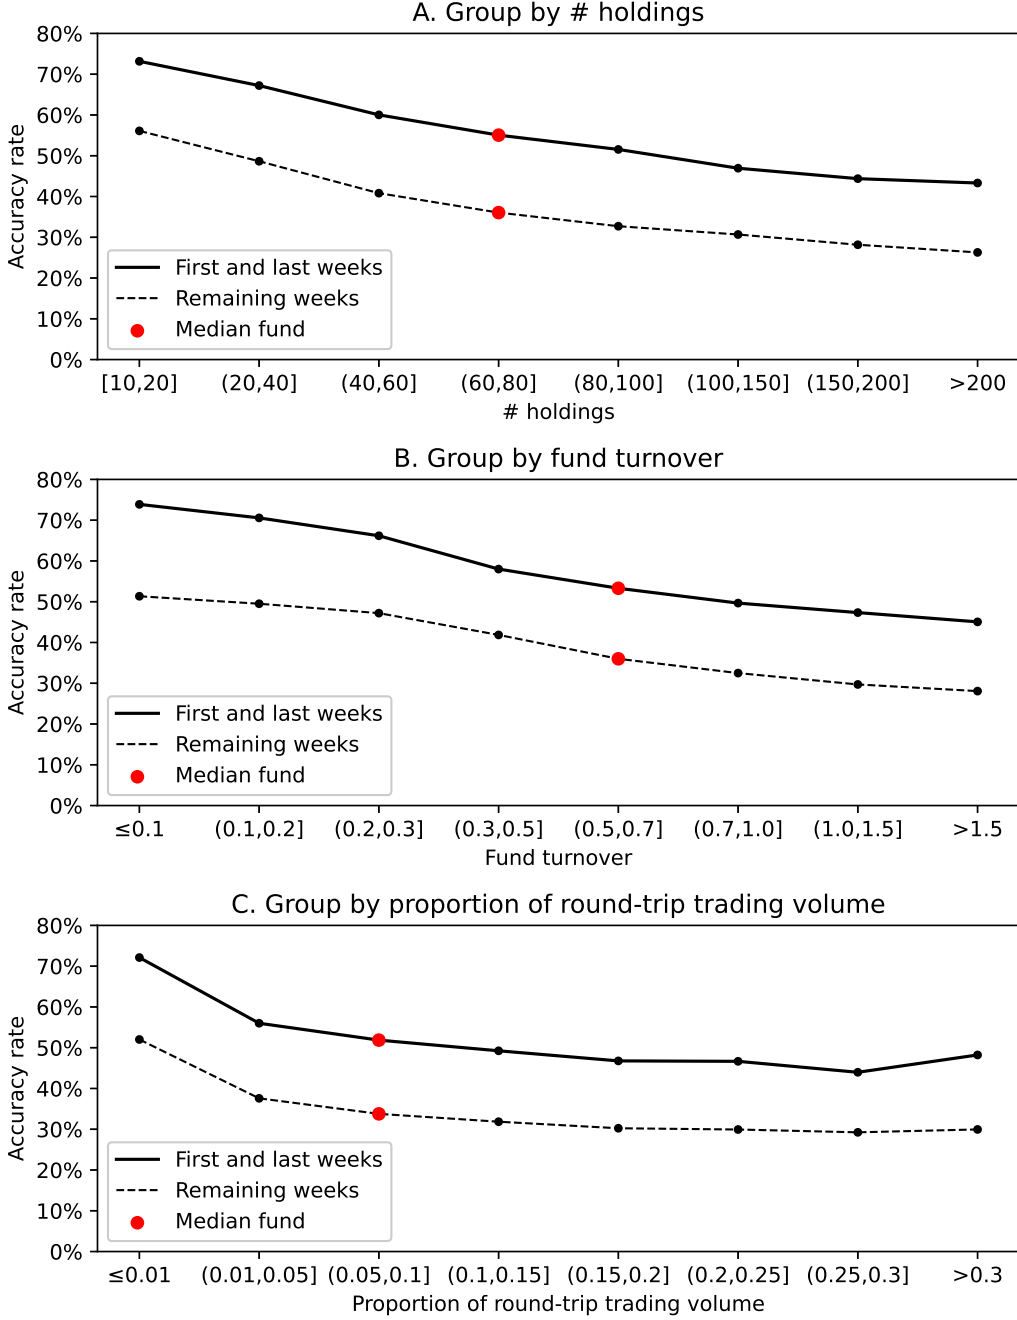 A. Group by # holdings
Accuracy rate
80%
70%
60%
50%
40%
30%
20%
10%
0%
First and last weeks
Remaining weeks
Median fund
[10,20] (20,40] (40,60] (60,80] (80,100] (100,150] (150,200] >200
# holdings
B. Group by fund turnover
Accuracy rate
80%
70%
60%
50%
40%
30%
20%
10%
0%
First and last weeks
Remaining weeks
Median fund
≤0.1 (0.1,0.2] (0.2,0.3] (0.3,0.5] (0.5,0.7] (0.7,1.0] (1.0,1.5] >1.5
Fund turnover
C. Group by proportion of round-trip trading volume
Accuracy rate
80%
70%
60%
50%
40%
30%
20%
10%
0%
First and last weeks
Remaining weeks
Median fund
≤0.01 (0.01,0.05] (0.05,0.1] (0.1,0.15] (0.15,0.2] (0.2,0.25] (0.25,0.3] >0.3
Proportion of round-trip trading volume